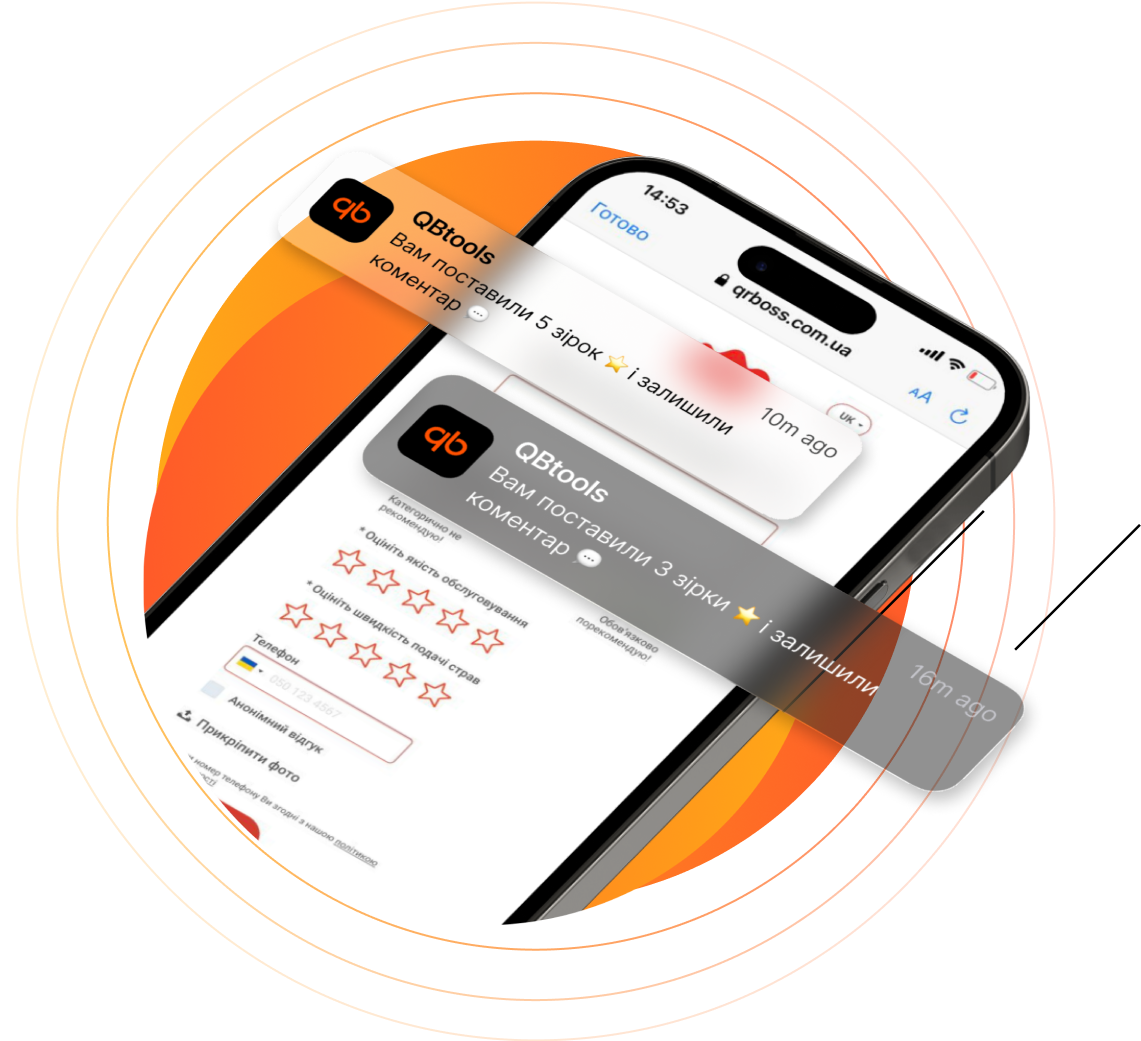 14:53
Готово
qrboss.com.ua
AA
UK
qb
QBtools
Вам поставили 5 зірок ⭐ і залишили
коментар 💬
10m ago
qb
QBtools
Вам поставили 3 зірки ⭐ і залишили
коментар 💬
16m ago
Категорично не
рекомендую!
Обов'язково
порекомендую!
* Оцініть якість обслуговування
* Оцініть швидкість подачі страв
Телефон
050 123 4567
Анонімний відгук
Прикріпити фото
номер телефону Ви згодні з нашою політикою